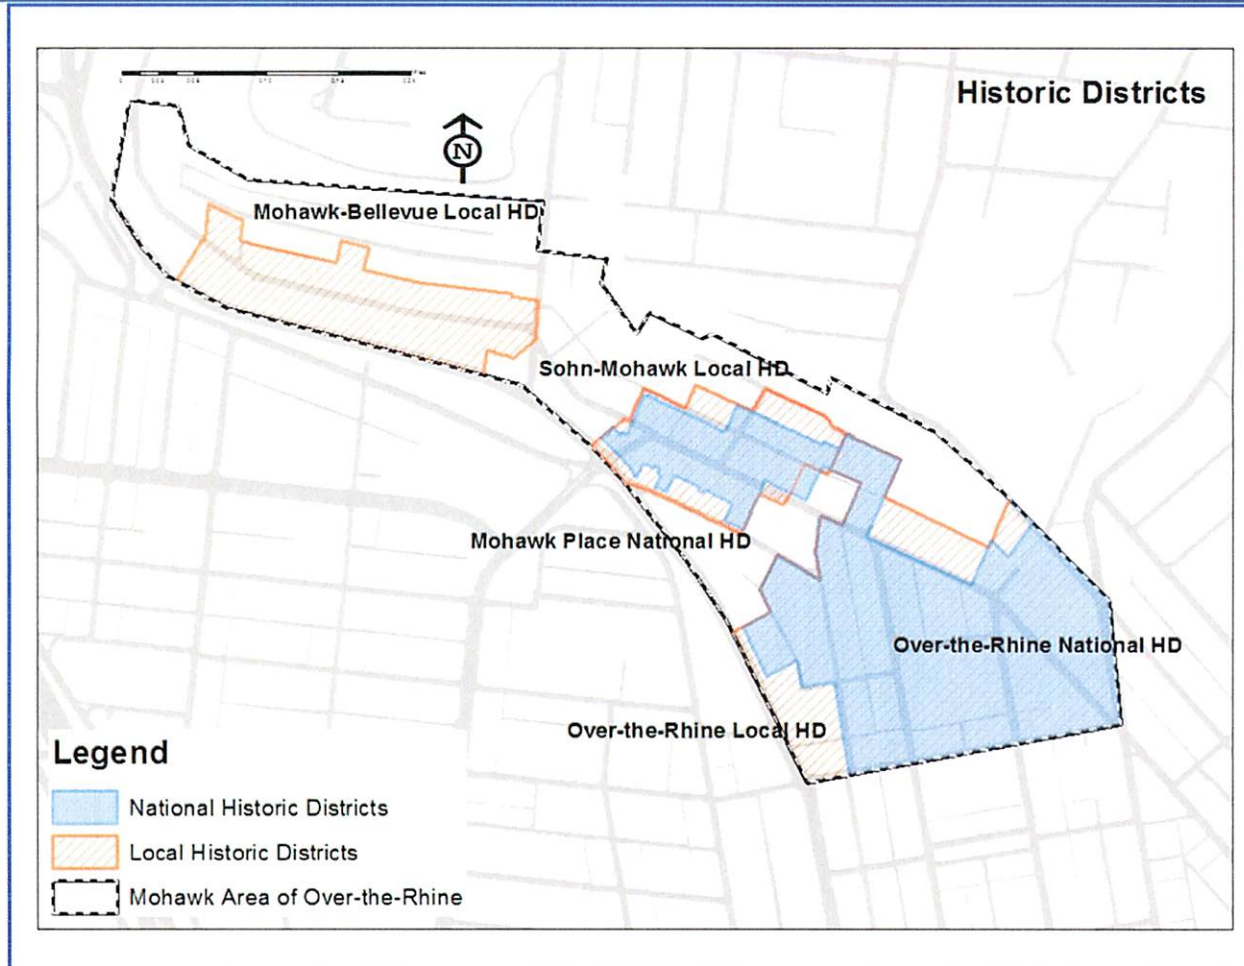 Historic Districts
N
Mohawk-Bellevue Local HD
Sohn-Mohawk Local HD
Mohawk Place National HD
Over-the-Rhine National HD
Over-the-Rhine Local HD
Legend
National Historic Districts
Local Historic Districts
Mohawk Area of Over-the-Rhine